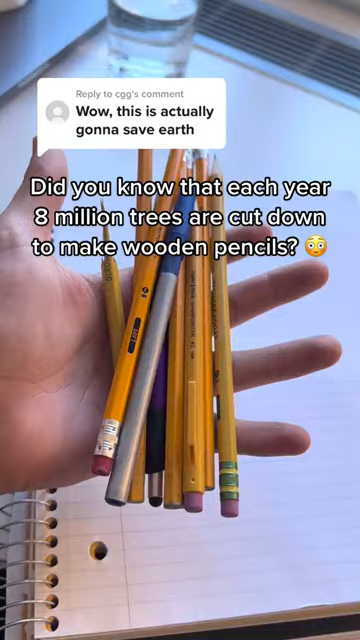 Reply to cgg's comment
Wow, this is actually
gonna save earth
Did you know that each year
8 million trees are cut down
to make wooden pencils? 😳